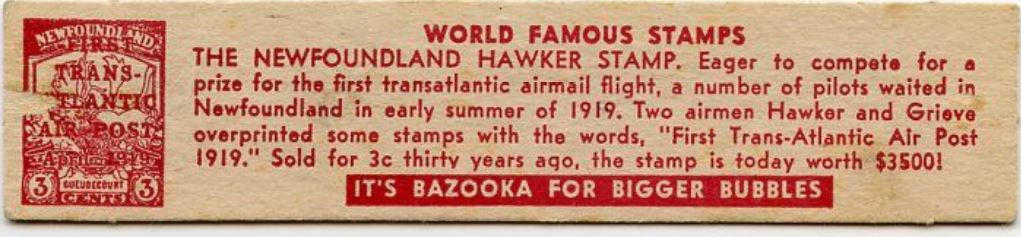 NEWFOUNDLAND
FIRST
TRANS-
TLANTIC
AIR POST.
April 1919.
3 GUEUDECOURT 3
CENTS
WORLD FAMOUS STAMPS
THE NEWFOUNDLAND HAWKER STAMP. Eager to compete for a
prize for the first transatlantic airmail flight, a number of pilots waited in
Newfoundland in early summer of 1919. Two airmen Hawker and Grieve
overprinted some stamps with the words, "First Trans-Atlantic Air Post
1919." Sold for 3c thirty years ago, the stamp is today worth $3500!
IT'S BAZOOKA FOR BIGGER BUBBLES